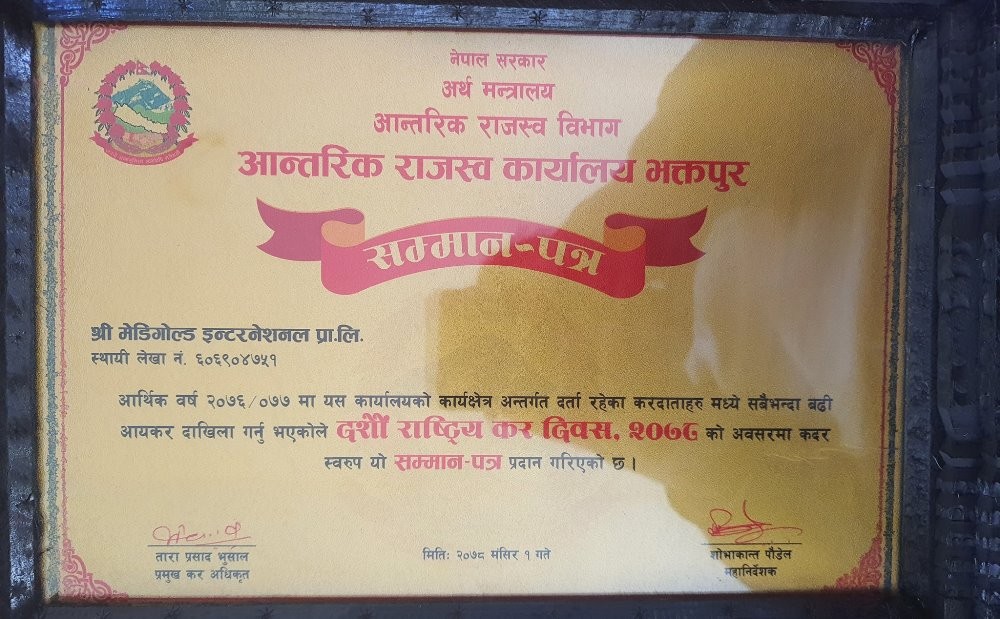 नेपाल सरकार
अर्थ मन्त्रालय
आन्तरिक राजस्व विभाग
आन्तरिक राजस्व कार्यालय भक्तपुर
सम्मान-पत्र
श्री मेडिगोल्ड इन्टरनेशनल प्रा.लि.
स्थायी लेखा नं. ६०६९०४७५१
आर्थिक वर्ष २०७६/०७७ मा यस कार्यालयको कार्यक्षेत्र अन्तर्गत दर्ता रहेका करदाताहरु मध्ये सबैभन्दा बढी
आयकर दाखिला गर्नु भएकोले दशौं राष्ट्रिय कर दिवस, २०७८ को अवसरमा कदर
स्वरुप यो सम्मान-पत्र प्रदान गरिएको छ।
तारा प्रसाद भुसाल
प्रमुख कर अधिकृत
मिति: २०७८ मंसिर १ गते
शोभाकान्त पौडेल
महानिर्देशक